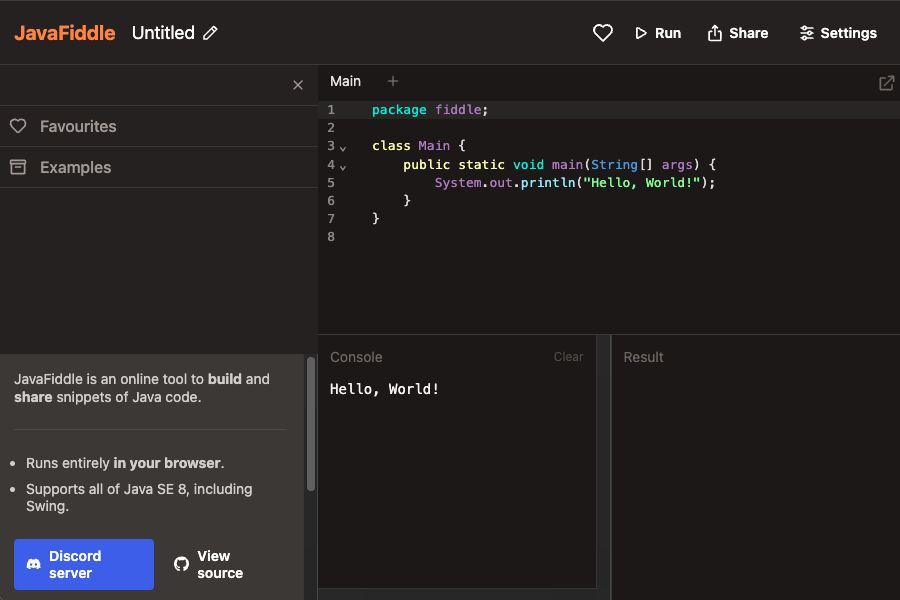 JavaFiddle Untitled Run Share Settings
Favourites
Examples
JavaFiddle is an online tool to build and
share snippets of Java code.
Runs entirely in your browser.
Supports all of Java SE 8, including
Swing.
Discord
server
View
source
Main
1 package fiddle;
2
3 class Main {
4     public static void main(String[] args) {
5         System.out.println("Hello, World!");
6     }
7 }
8
Console Clear
Hello, World!
Result